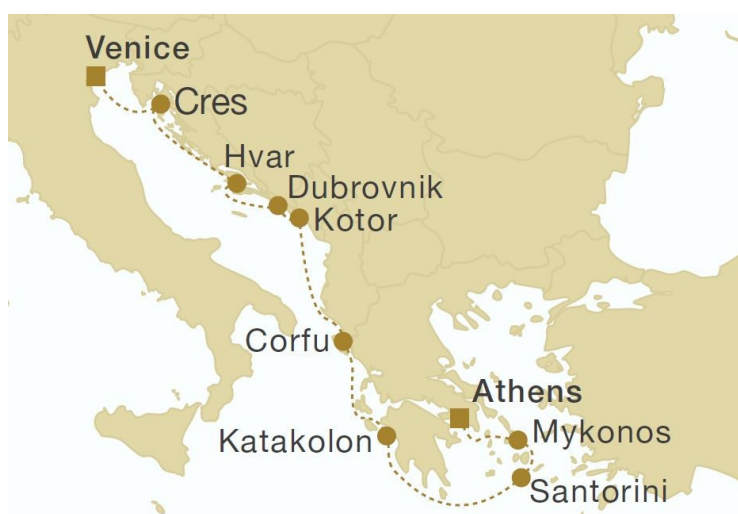 Venice
Cres
Hvar
Dubrovnik
Kotor
Corfu
Athens
Katakolon
Mykonos
Santorini